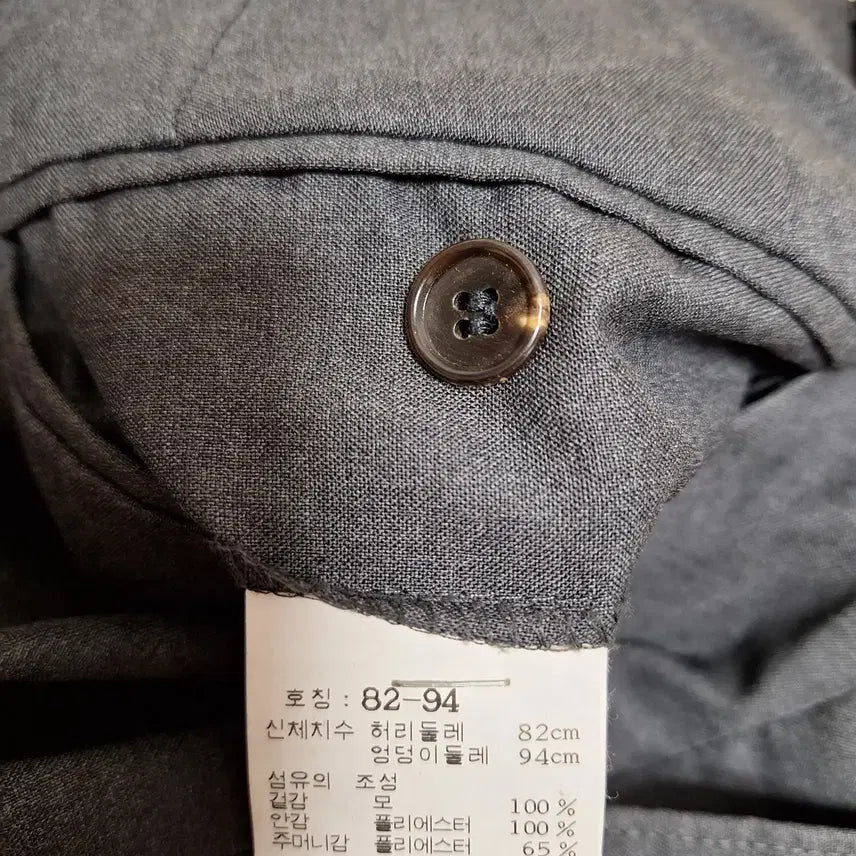 호칭 : 82-94
신체치수 허리둘레 82cm
엉덩이둘레 94cm
섬유의 조성
겉감 모 100%
안감 폴리에스터 100%
주머니감 폴리에스터 65%